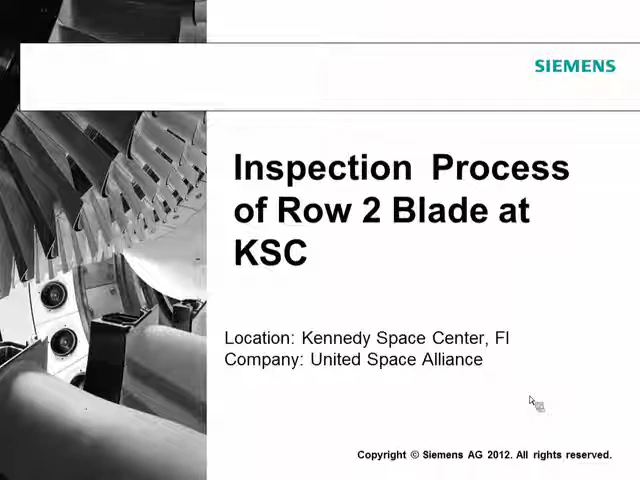 SIEMENS
Inspection Process
of Row 2 Blade at
KSC
Location: Kennedy Space Center, Fl
Company: United Space Alliance
Copyright © Siemens AG 2012. All rights reserved.